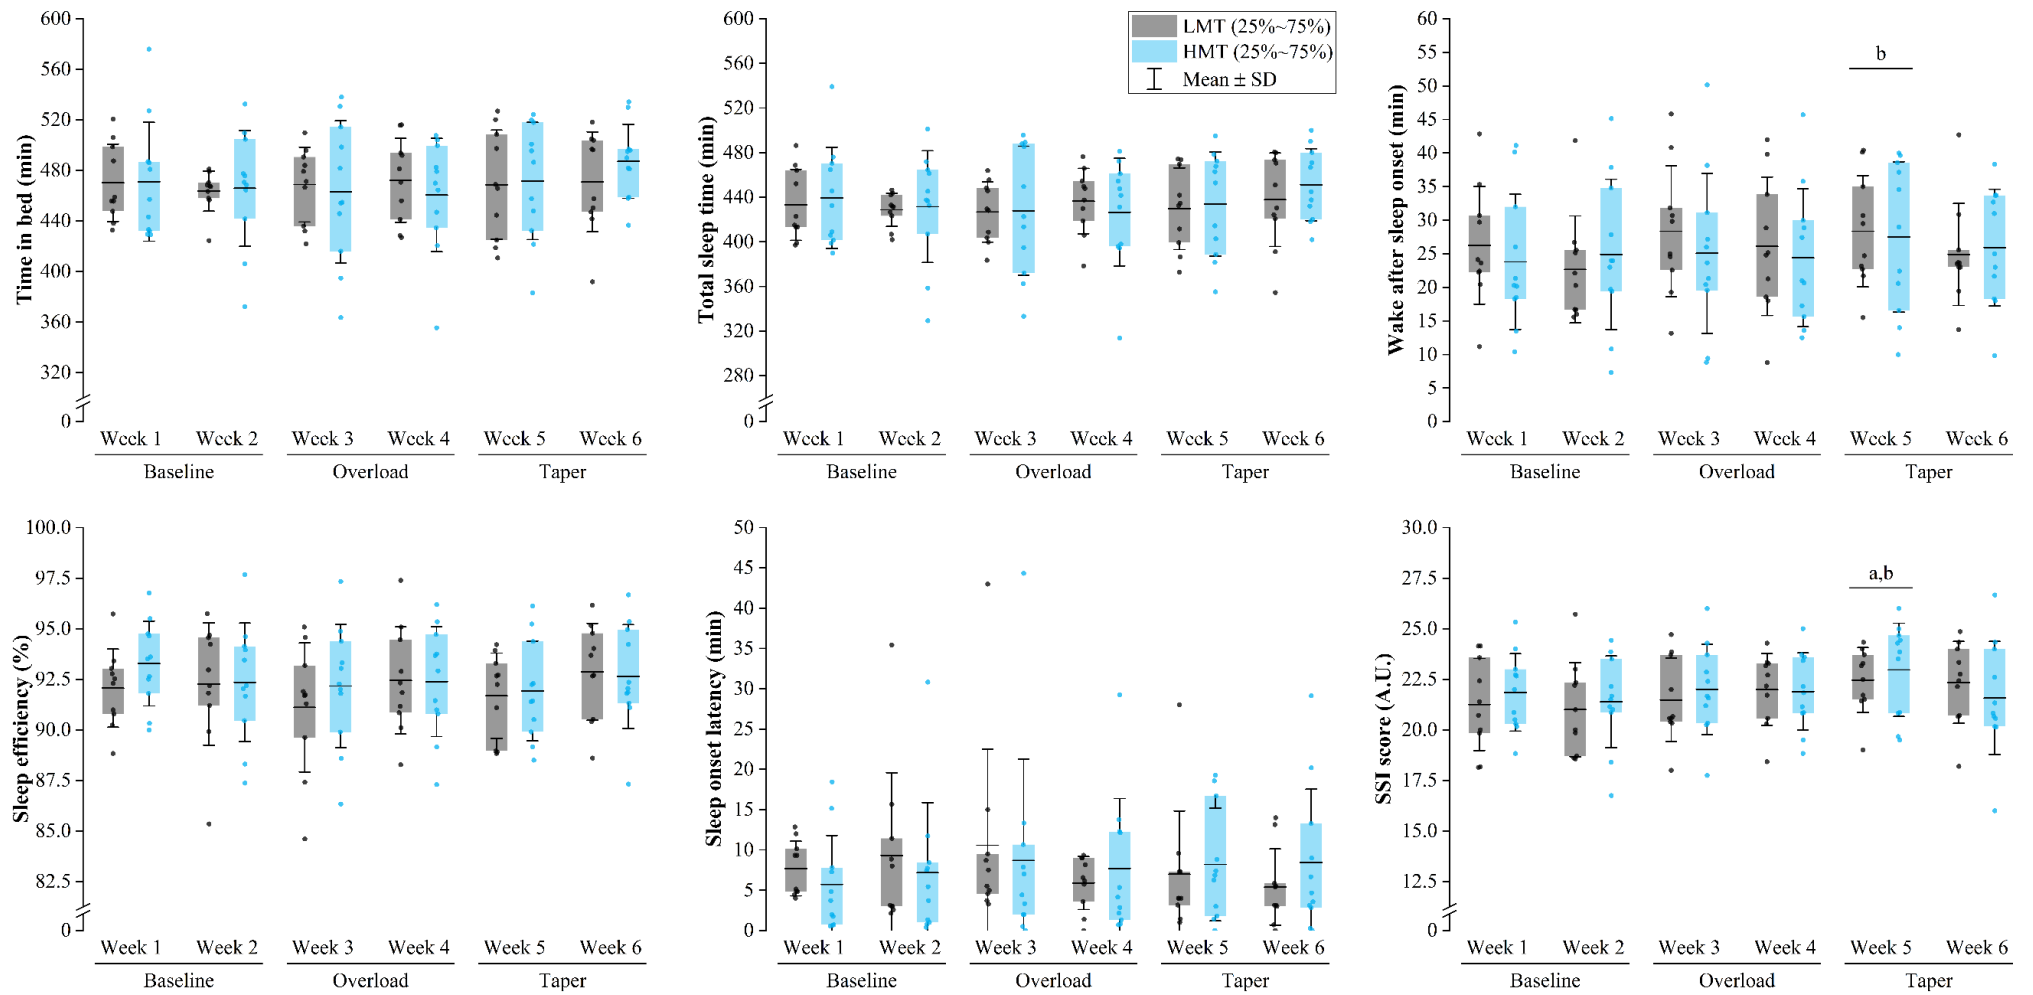 Time in bed (min)
600
560
520
480
440
400
360
320
0
Week 1 Week 2 Week 3 Week 4 Week 5 Week 6
Baseline Overload Taper
Total sleep time (min)
600
560
520
480
440
400
360
320
280
0
LMT (25%~75%)
HMT (25%~75%)
Mean ± SD
Week 1 Week 2 Week 3 Week 4 Week 5 Week 6
Baseline Overload Taper
Wake after sleep onset (min)
60
55
50
45
40
35
30
25
20
15
10
5
0
b
Week 1 Week 2 Week 3 Week 4 Week 5 Week 6
Baseline Overload Taper
Sleep efficiency (%)
100.0
97.5
95.0
92.5
90.0
87.5
85.0
82.5
0
Week 1 Week 2 Week 3 Week 4 Week 5 Week 6
Baseline Overload Taper
Sleep onset latency (min)
50
45
40
35
30
25
20
15
10
5
0
Week 1 Week 2 Week 3 Week 4 Week 5 Week 6
Baseline Overload Taper
SSI score (A.U.)
30.0
27.5
25.0
22.5
20.0
17.5
15.0
12.5
0
a,b
Week 1 Week 2 Week 3 Week 4 Week 5 Week 6
Baseline Overload Taper